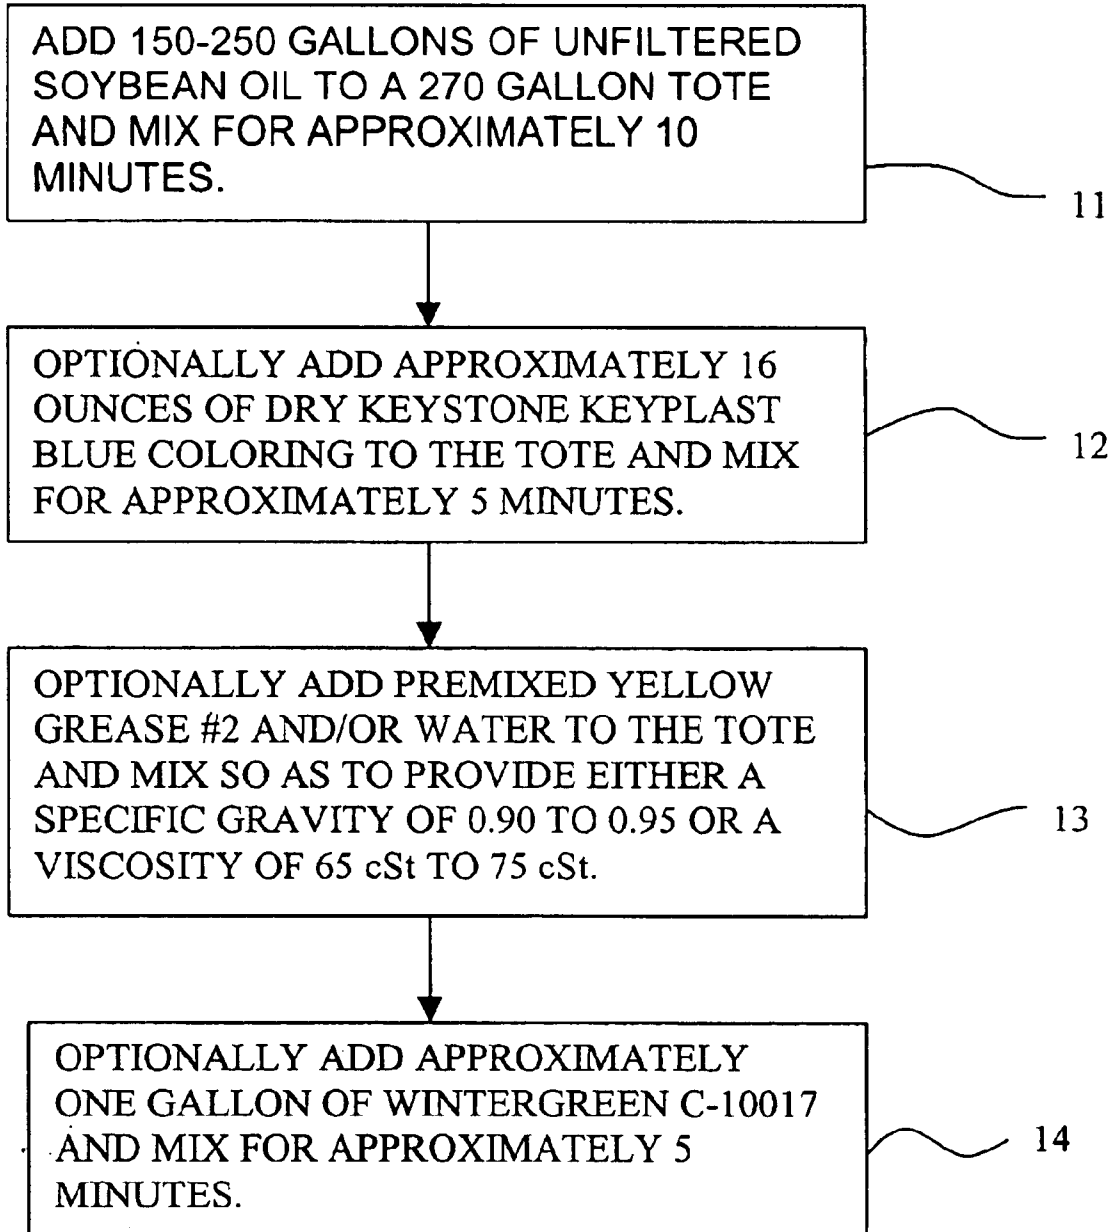 ADD 150-250 GALLONS OF UNFILTERED
SOYBEAN OIL TO A 270 GALLON TOTE
AND MIX FOR APPROXIMATELY 10
MINUTES.
11
OPTIONALLY ADD APPROXIMATELY 16
OUNCES OF DRY KEYSTONE KEYPLAST
BLUE COLORING TO THE TOTE AND MIX
FOR APPROXIMATELY 5 MINUTES.
12
OPTIONALLY ADD PREMIXED YELLOW
GREASE #2 AND/OR WATER TO THE TOTE
AND MIX SO AS TO PROVIDE EITHER A
SPECIFIC GRAVITY OF 0.90 TO 0.95 OR A
VISCOSITY OF 65 cSt TO 75 cSt.
13
OPTIONALLY ADD APPROXIMATELY
ONE GALLON OF WINTERGREEN C-10017
AND MIX FOR APPROXIMATELY 5
MINUTES.
14